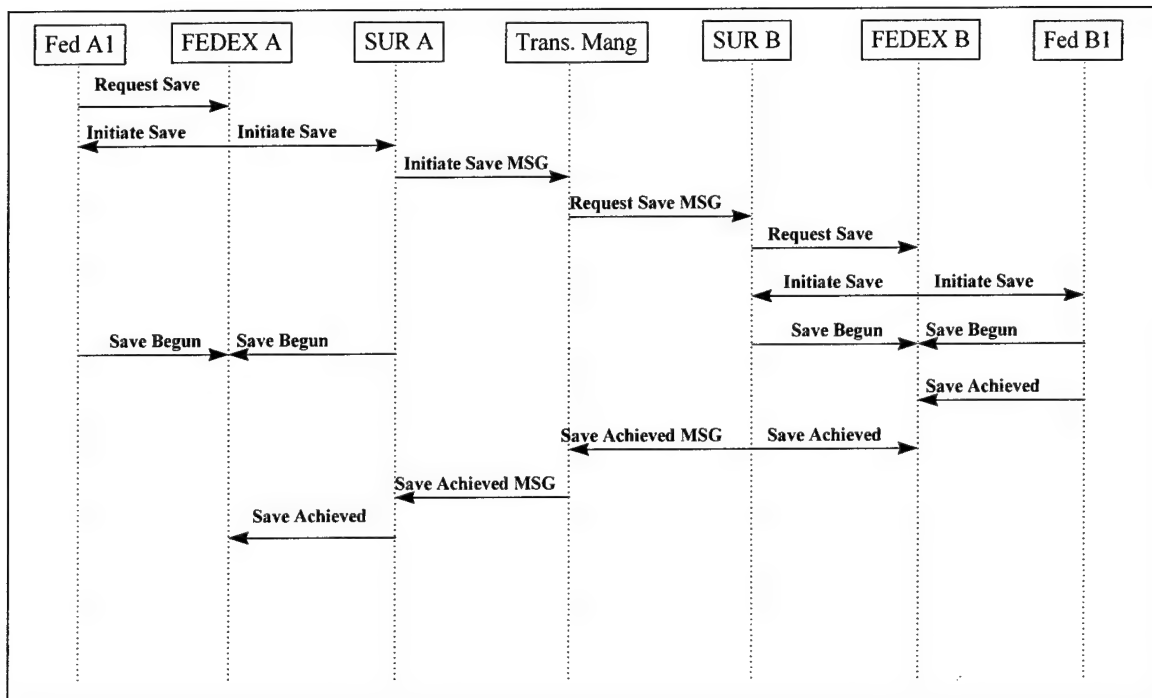 Fed A1
FEDEX A
SUR A
Trans. Mang
SUR B
FEDEX B
Fed B1
Request Save
Initiate Save
Initiate Save
Initiate Save MSG
Request Save MSG
Request Save
Initiate Save
Initiate Save
Save Begun
Save Begun
Save Begun
Save Begun
Save Achieved
Save Achieved MSG
Save Achieved
Save Achieved MSG
Save Achieved